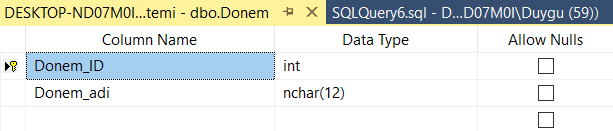 DESKTOP-ND07M0I...temi - dbo.Donem SQLQuery6.sql - D...D07M0I\Duygu (59))
Column Name Data Type Allow Nulls
Donem_ID int
Donem_adi nchar(12)